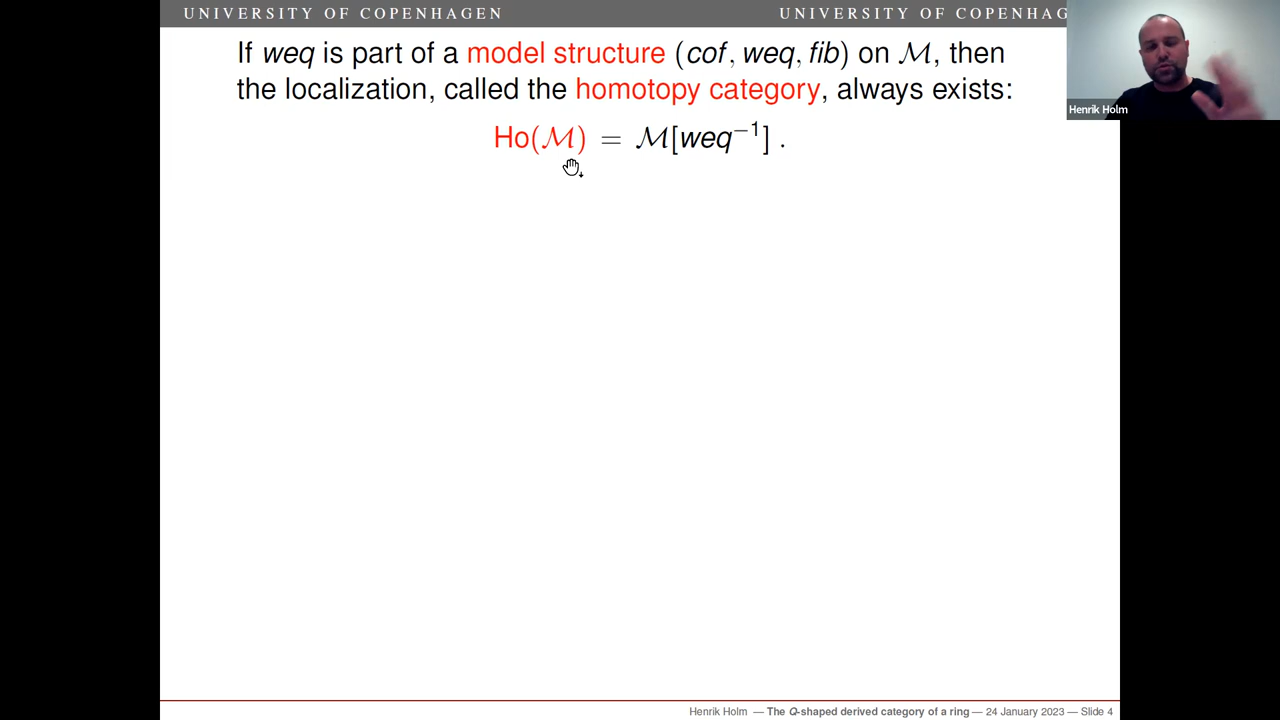 UNIVERSITY OF COPENHAGEN UNIVERSITY OF COPENHAG
If weq is part of a model structure (cof, weq, fib) on ℳ, then
the localization, called the homotopy category, always exists:
Ho(ℳ) = ℳ[weq⁻¹] .
Henrik Holm
Henrik Holm — The Q-shaped derived category of a ring — 24 January 2023 — Slide 4